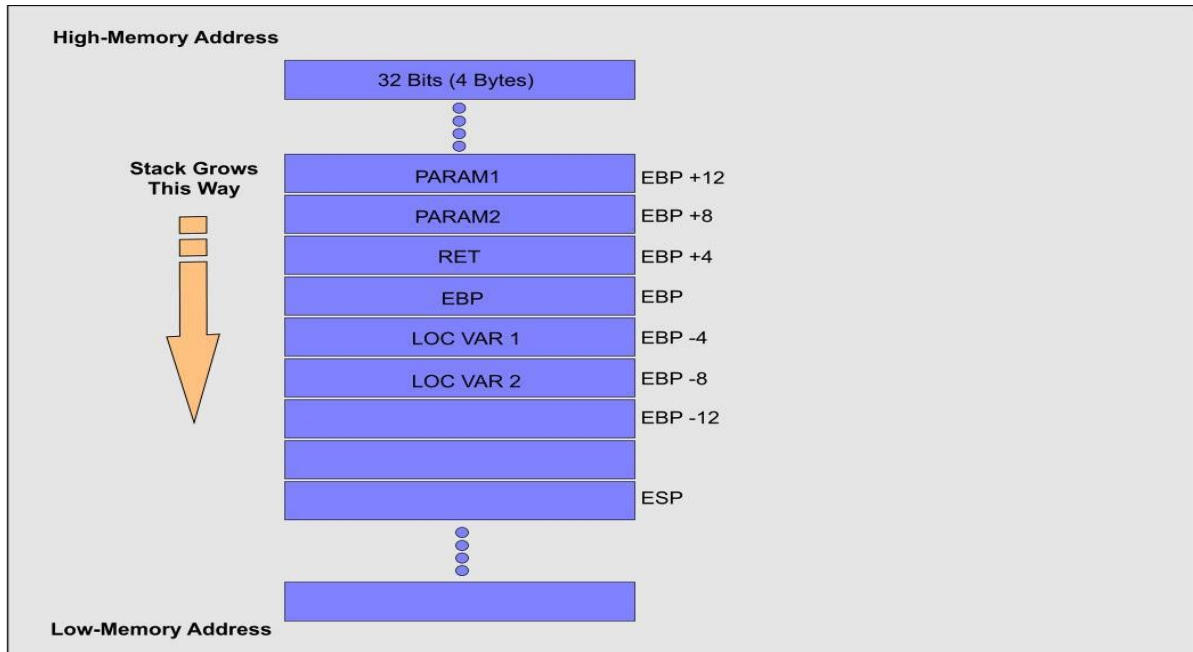 High-Memory Address
32 Bits (4 Bytes)
Stack Grows
This Way
PARAM1
EBP +12
PARAM2
EBP +8
RET
EBP +4
EBP
EBP
LOC VAR 1
EBP -4
LOC VAR 2
EBP -8
EBP -12
ESP
Low-Memory Address